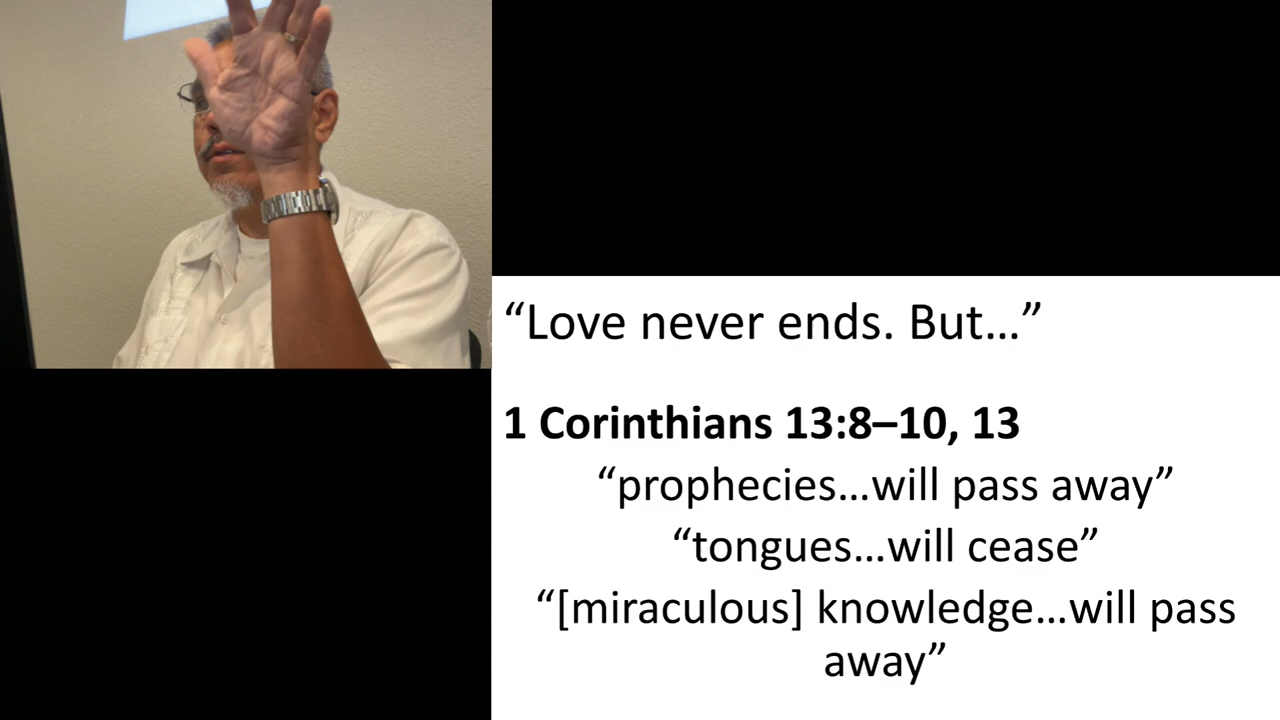 “Love never ends. But…”
1 Corinthians 13:8–10, 13
“prophecies…will pass away”
“tongues…will cease”
“[miraculous] knowledge…will pass
away”